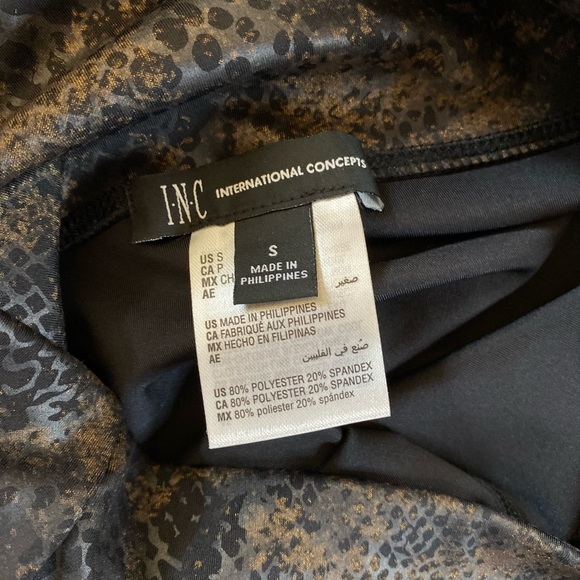 I·N·C INTERNATIONAL CONCEPTS
S
MADE IN
PHILIPPINES
US S
CA P
MX CH
AE صغير
US MADE IN PHILIPPINES
CA FABRIQUÉ AUX PHILIPPINES
MX HECHO EN FILIPINAS
AE صنع في الفلبين
US 80% POLYESTER 20% SPANDEX
CA 80% POLYESTER 20% SPANDEX
MX 80% poliester 20% spándex